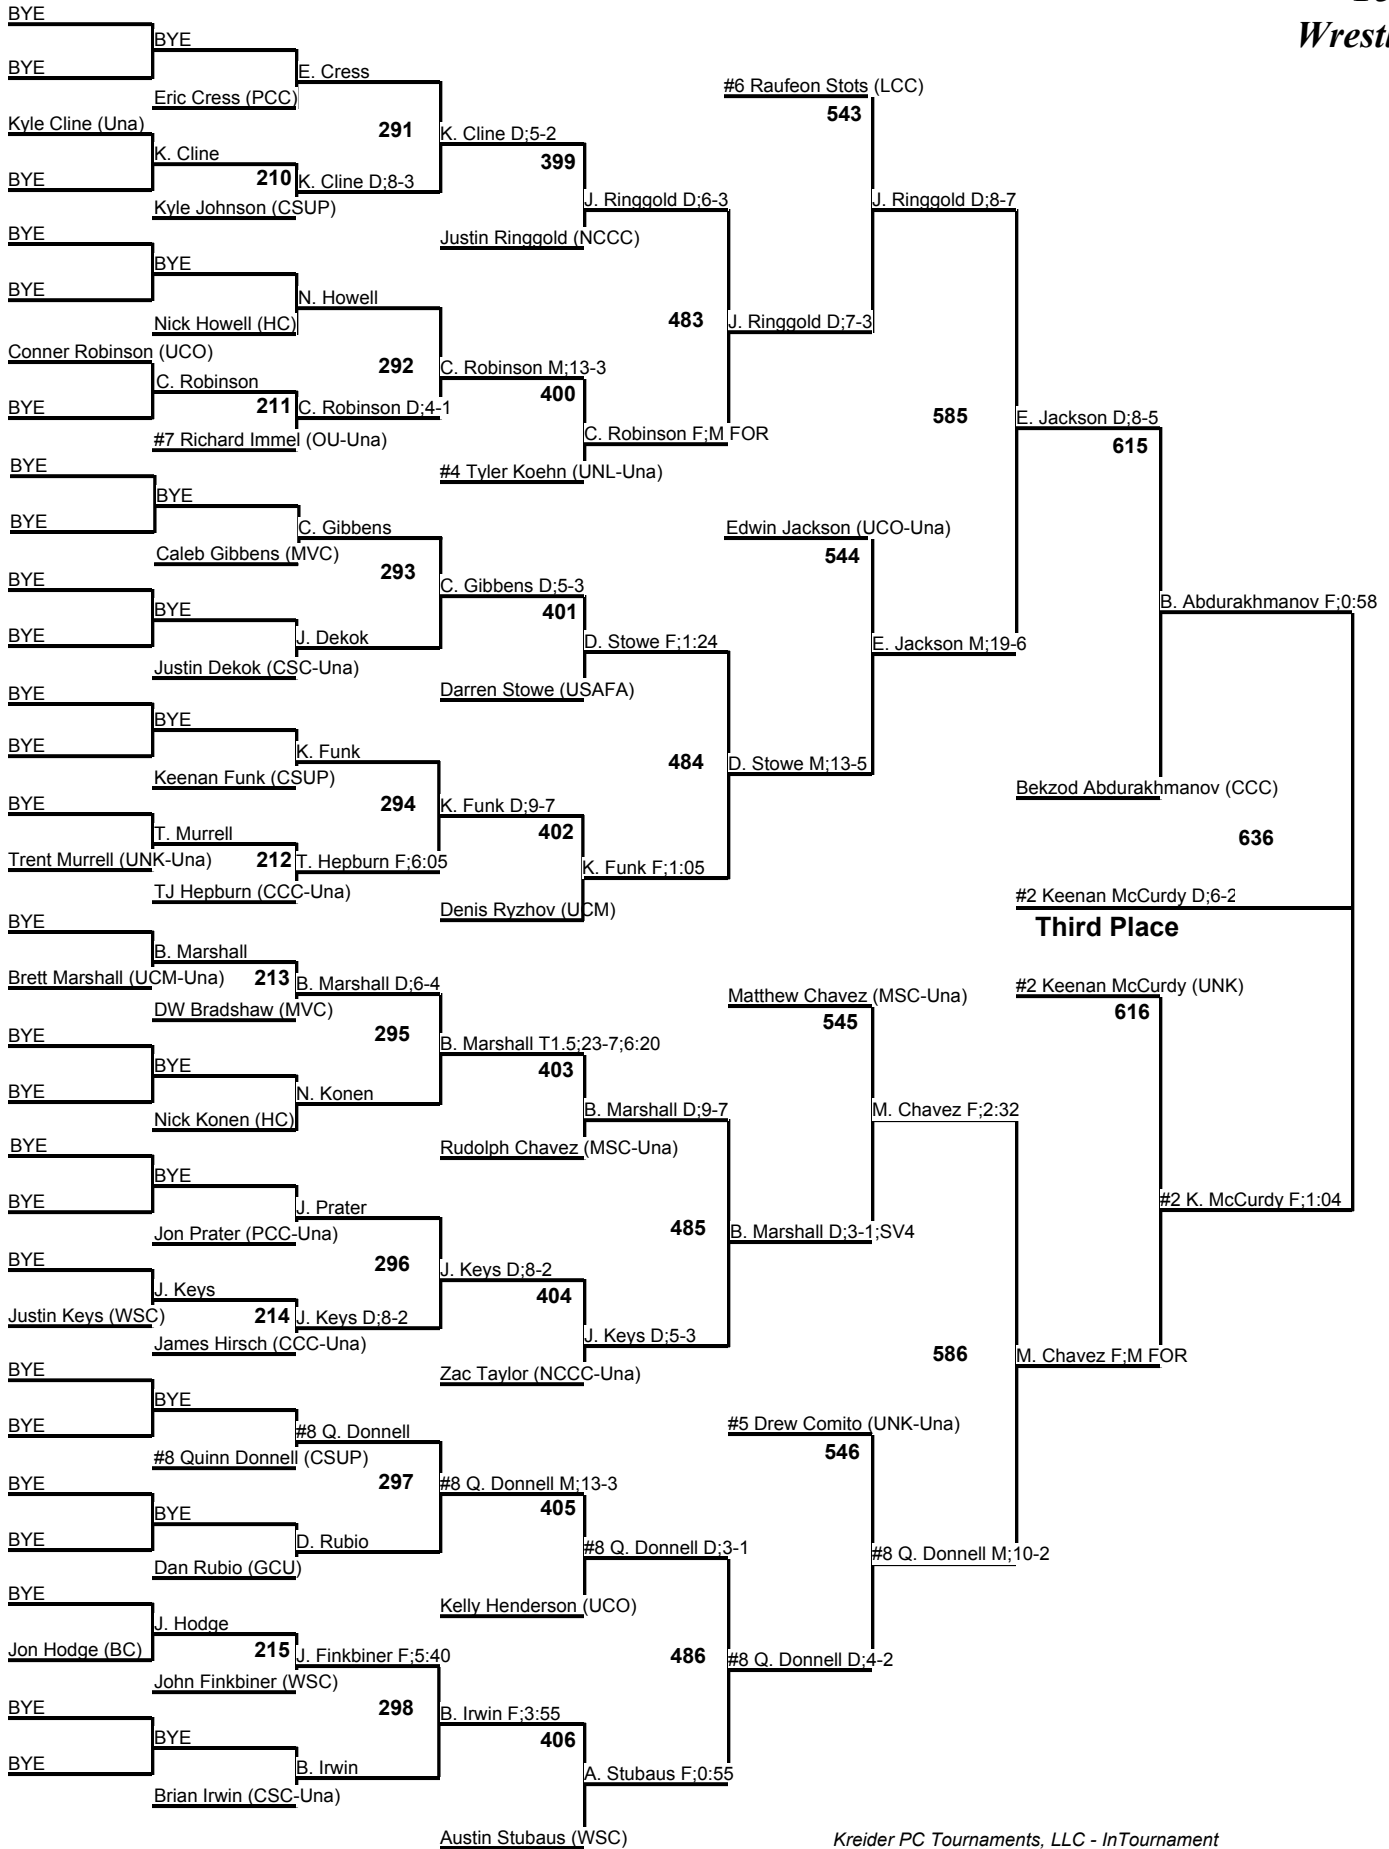 Wrestl
BYE
BYE
BYE
E. Cress
Eric Cress (PCC)
#6 Raufeon Stots (LCC)
543
Kyle Cline (Una)
291
K. Cline D;5-2
399
K. Cline
BYE
210
K. Cline D;8-3
Kyle Johnson (CSUP)
J. Ringgold D;6-3
J. Ringgold D;8-7
BYE
Justin Ringgold (NCCC)
BYE
BYE
N. Howell
Nick Howell (HC)
483
J. Ringgold D;7-3
Conner Robinson (UCO)
292
C. Robinson M;13-3
C. Robinson
400
BYE
211
C. Robinson D;4-1
585
E. Jackson D;8-5
#7 Richard Immel (OU-Una)
C. Robinson F;M FOR
615
BYE
#4 Tyler Koehn (UNL-Una)
BYE
BYE
C. Gibbens
Edwin Jackson (UCO-Una)
Caleb Gibbens (MVC)
544
293
BYE
C. Gibbens D;5-3
401
BYE
B. Abdurakhmanov F;0:58
BYE
J. Dekok
D. Stowe F;1:24
E. Jackson M;19-6
Justin Dekok (CSC-Una)
BYE
Darren Stowe (USAFA)
BYE
BYE
K. Funk
484
D. Stowe M;13-5
Keenan Funk (CSUP)
Bekzod Abdurakhmanov (CCC)
BYE
294
K. Funk D;9-7
402
T. Murrell
636
Trent Murrell (UNK-Una)
212
T. Hepburn F;6:05
K. Funk F;1:05
TJ Hepburn (CCC-Una)
#2 Keenan McCurdy D;6-2
Denis Ryzhov (UCM)
BYE
Third Place
B. Marshall
Brett Marshall (UCM-Una)
213
B. Marshall D;6-4
#2 Keenan McCurdy (UNK)
Matthew Chavez (MSC-Una)
DW Bradshaw (MVC)
616
545
BYE
295
B. Marshall T1.5;23-7;6:20
403
BYE
BYE
N. Konen
B. Marshall D;9-7
M. Chavez F;2:32
Nick Konen (HC)
BYE
Rudolph Chavez (MSC-Una)
BYE
BYE
J. Prater
#2 K. McCurdy F;1:04
Jon Prater (PCC-Una)
485
B. Marshall D;3-1;SV4
BYE
296
J. Keys D;8-2
J. Keys
404
Justin Keys (WSC)
214
J. Keys D;8-2
J. Keys D;5-3
James Hirsch (CCC-Una)
586
M. Chavez F;M FOR
BYE
Zac Taylor (NCCC-Una)
BYE
BYE
#8 Q. Donnell
#5 Drew Comito (UNK-Una)
#8 Quinn Donnell (CSUP)
546
297
BYE
#8 Q. Donnell M;13-3
405
BYE
BYE
D. Rubio
#8 Q. Donnell D;3-1
#8 Q. Donnell M;10-2
Dan Rubio (GCU)
BYE
Kelly Henderson (UCO)
J. Hodge
Jon Hodge (BC)
215
J. Finkbiner F;5:40
486
#8 Q. Donnell D;4-2
John Finkbiner (WSC)
BYE
298
B. Irwin F;3:55
BYE
406
BYE
B. Irwin
A. Stubaus F;0:55
Brian Irwin (CSC-Una)
Austin Stubaus (WSC)
Kreider PC Tournaments, LLC - InTournament